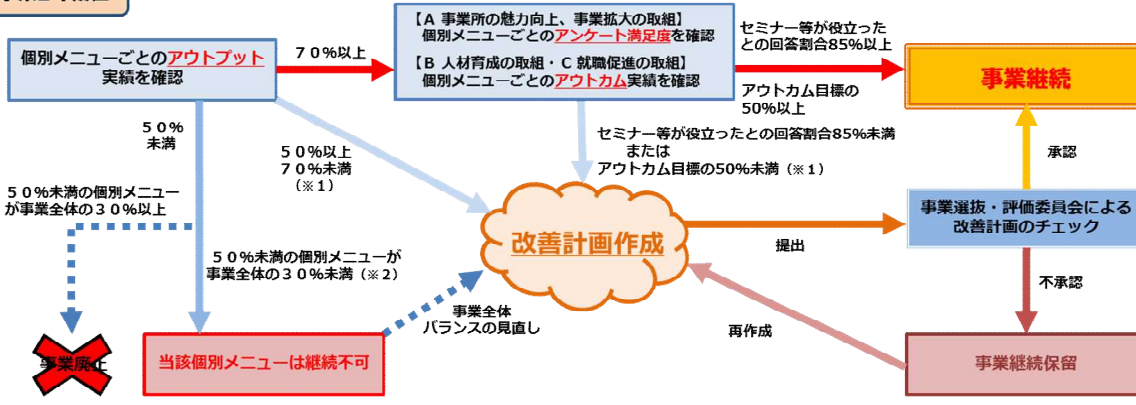 個別メニューごとのアウトプット
実績を確認
70%以上
【A 事業所の魅力向上、事業拡大の取組】
個別メニューごとのアンケート満足度を確認
【B 人材育成の取組・C 就職促進の取組】
個別メニューごとのアウトカム実績を確認
セミナー等が役立った
との回答割合85%以上
アウトカム目標の
50%以上
事業継続
50%
未満
50%以上
70%未満
(※1)
セミナー等が役立ったとの回答割合85%未満
または
アウトカム目標の50%未満(※1)
承認
50%未満の個別メニュー
が事業全体の30%以上
改善計画作成
提出
事業選抜・評価委員会による
改善計画のチェック
50%未満の個別メニューが
事業全体の30%未満(※2)
不承認
事業全体
バランスの見直し
再作成
事業廃止
当該個別メニューは継続不可
事業継続保留